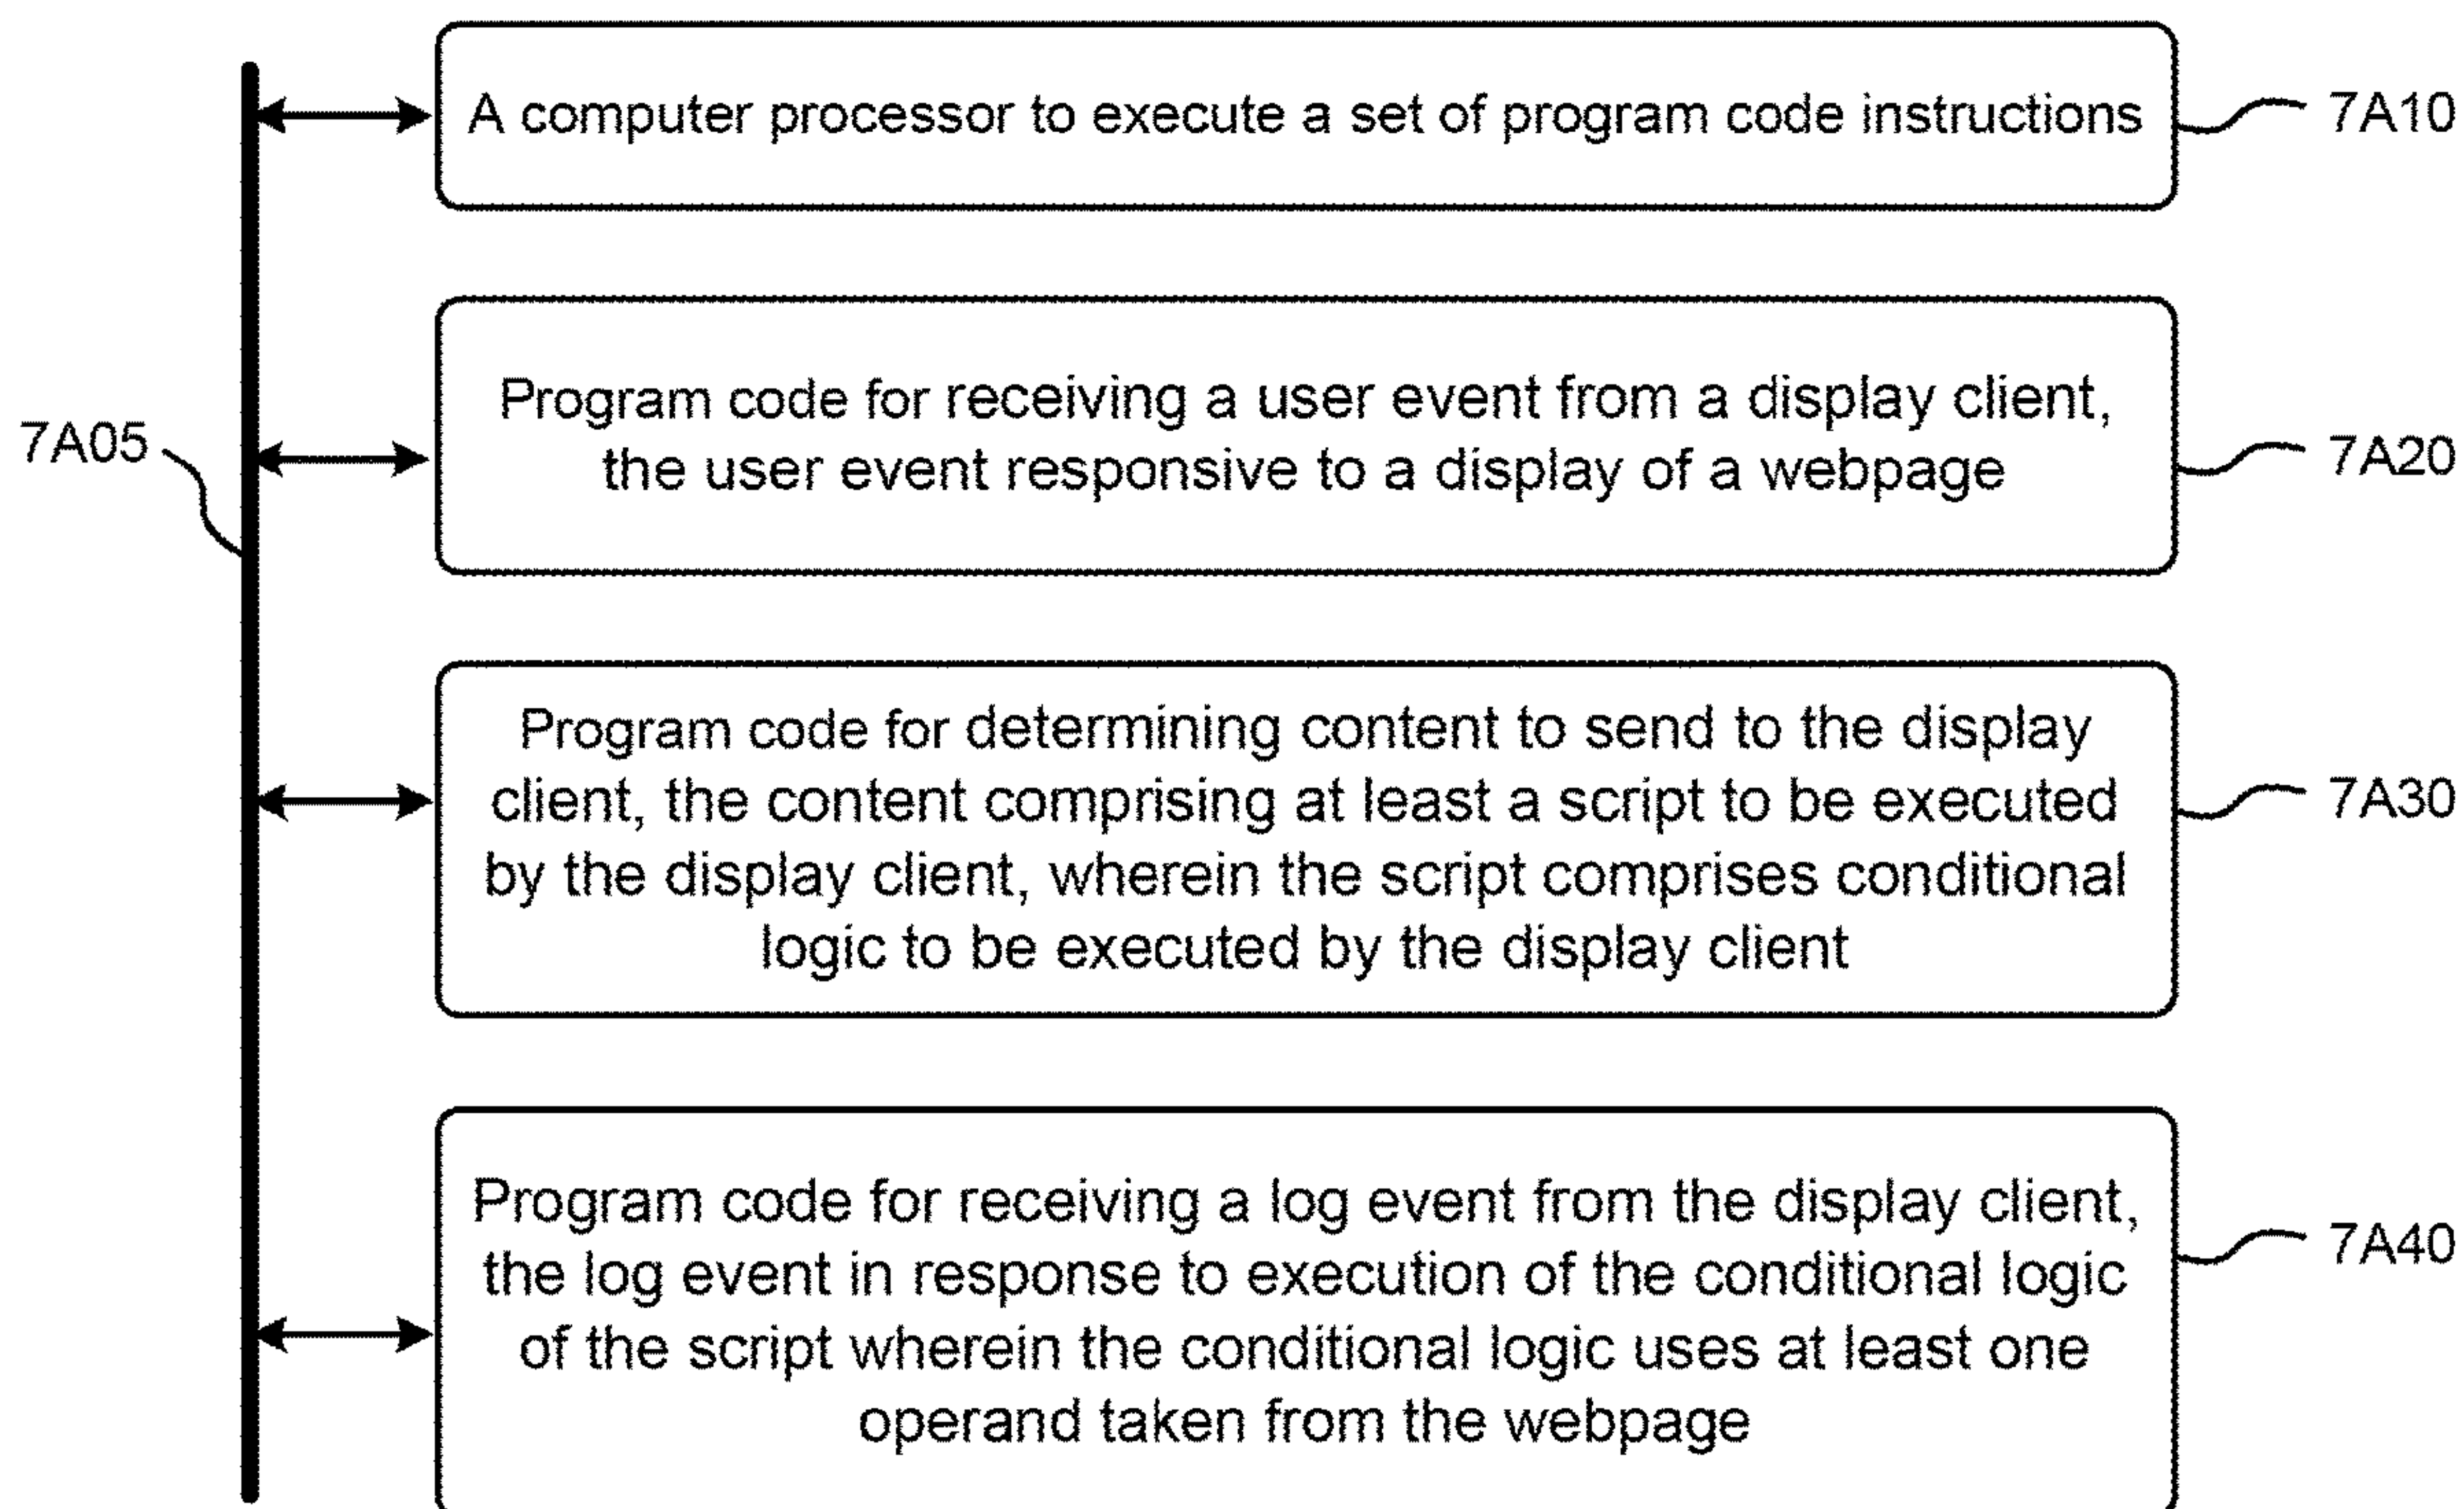 A computer processor to execute a set of program code instructions
7A10
7A05
Program code for receiving a user event from a display client,
the user event responsive to a display of a webpage
7A20
Program code for determining content to send to the display
client, the content comprising at least a script to be executed
by the display client, wherein the script comprises conditional
logic to be executed by the display client
7A30
Program code for receiving a log event from the display client,
the log event in response to execution of the conditional logic
of the script wherein the conditional logic uses at least one
operand taken from the webpage
7A40